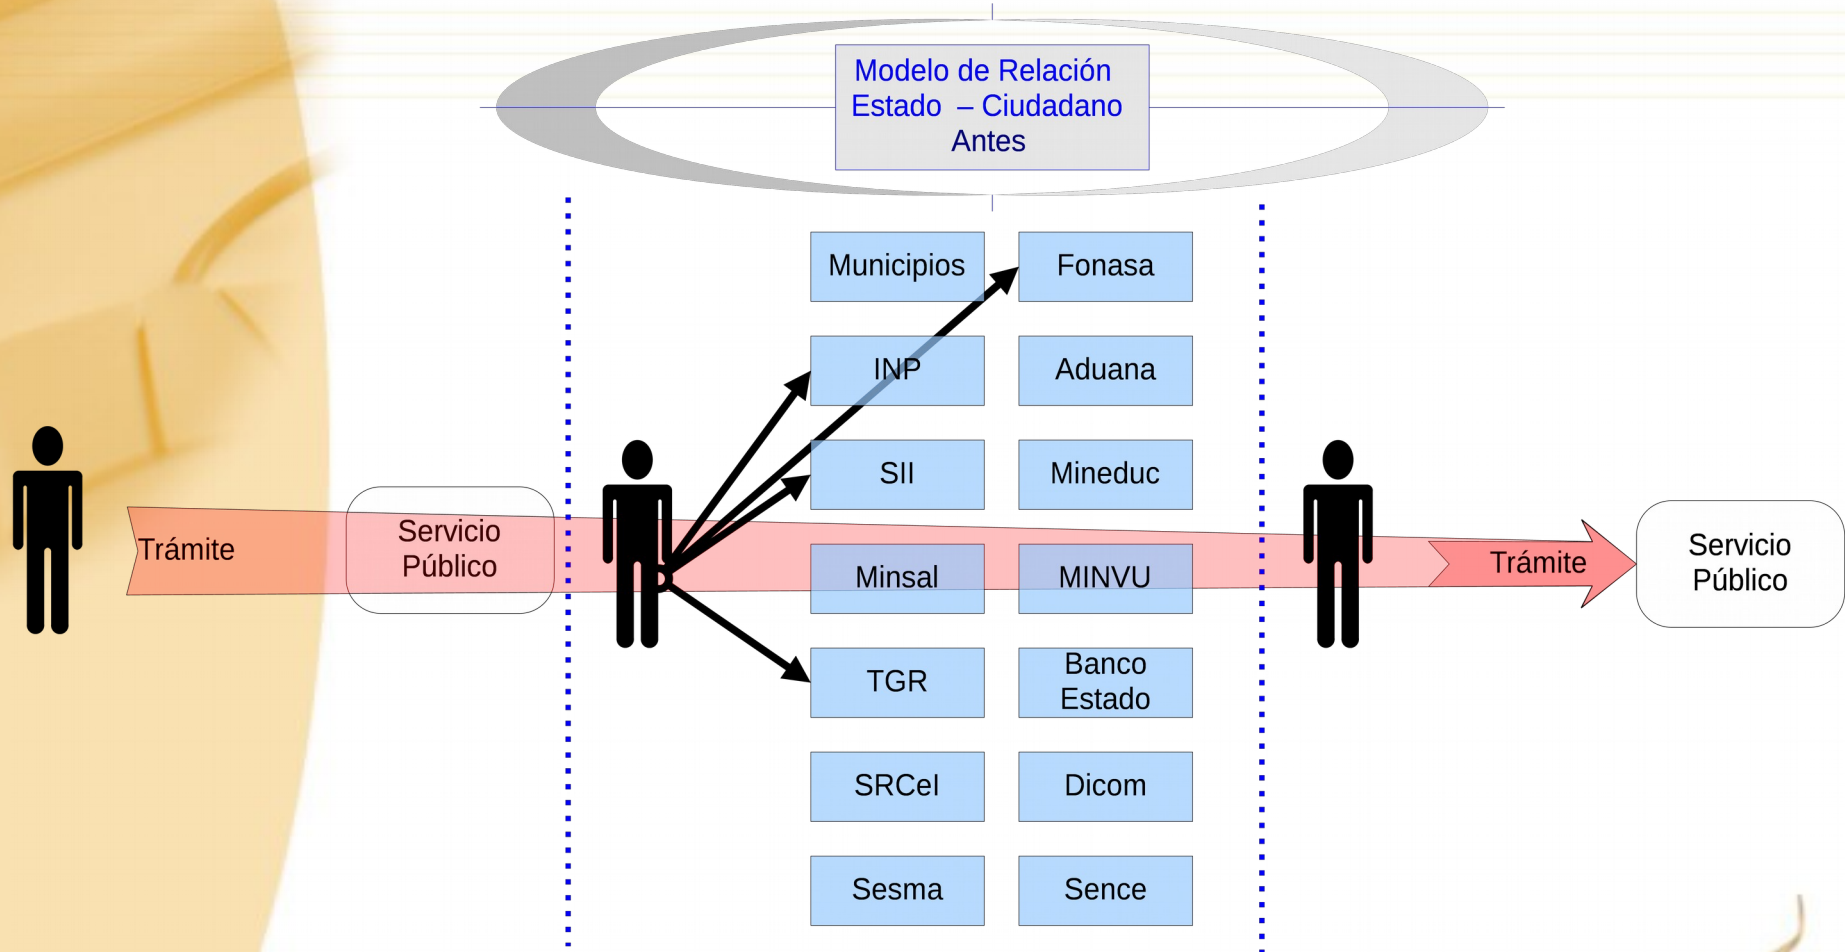 Modelo de Relación
Estado – Ciudadano
Antes
Municipios
Fonasa
INP
Aduana
SII
Mineduc
Trámite
Servicio
Público
Minsal
MINVU
Trámite
Servicio
Público
TGR
Banco
Estado
SRCeI
Dicom
Sesma
Sence